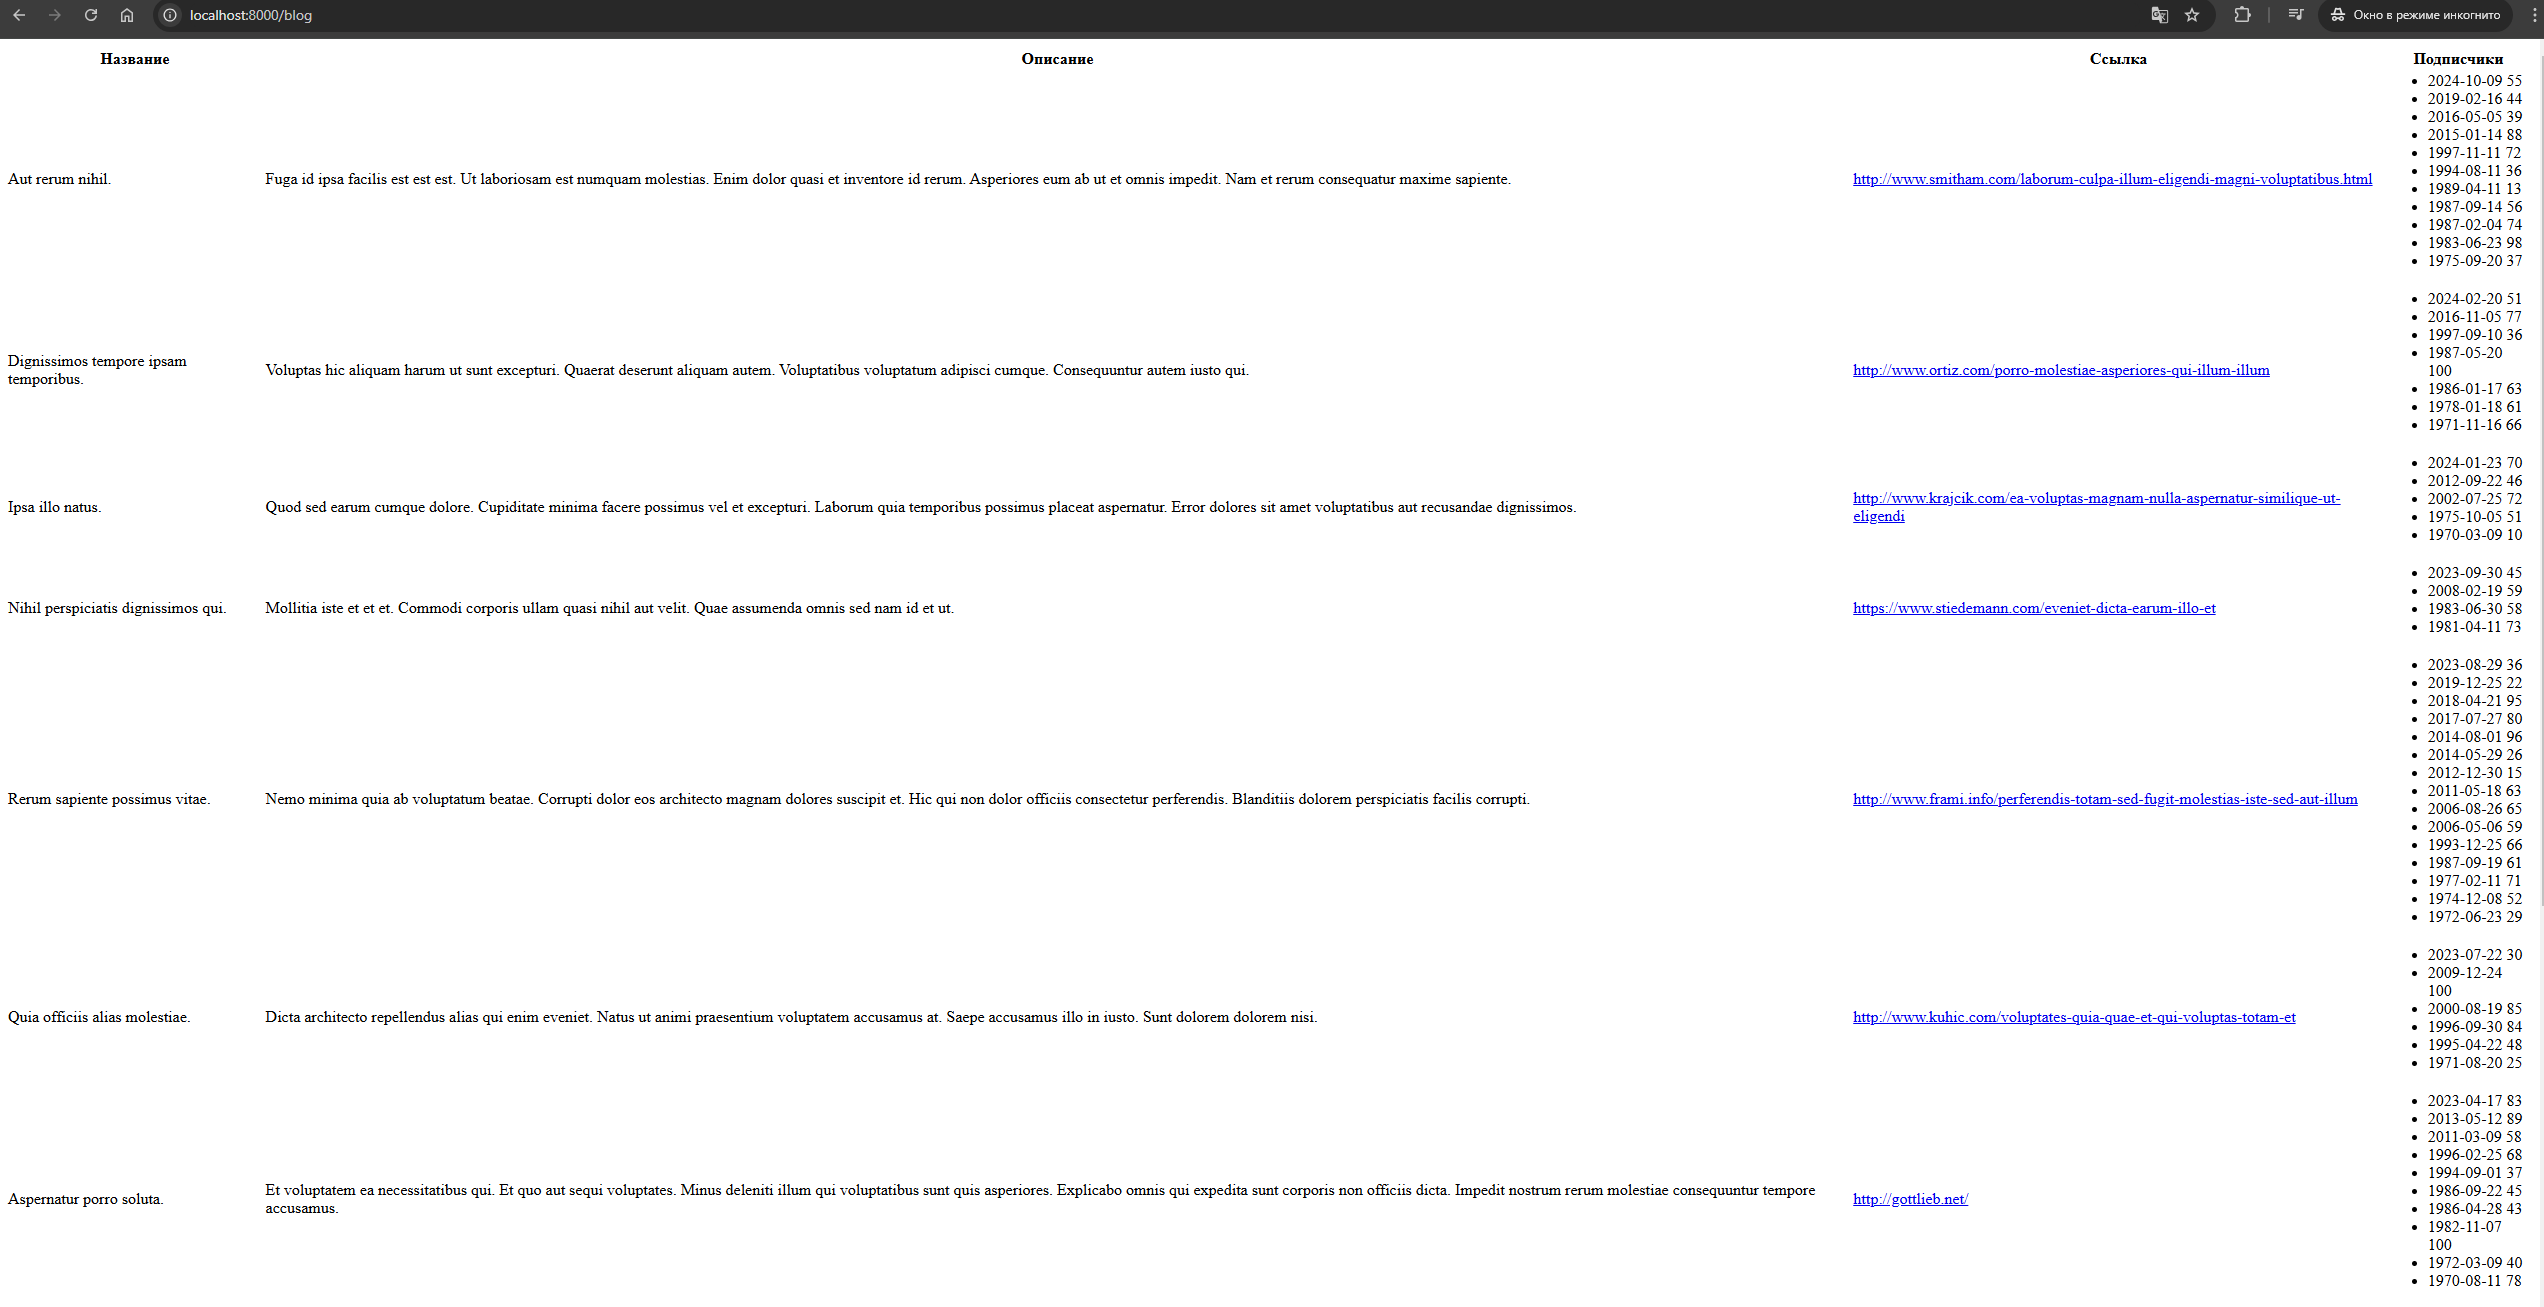 localhost:8000/blog
Окно в режиме инкогнито
Название Описание Ссылка Подписчики
Aut rerum nihil.
Fuga id ipsa facilis est est est. Ut laboriosam est numquam molestias. Enim dolor quasi et inventore id rerum. Asperiores eum ab ut et omnis impedit. Nam et rerum consequatur maxime sapiente.
http://www.smitham.com/laborum-culpa-illum-eligendi-magni-voluptatibus.html
2024-10-09 55
2019-02-16 44
2016-05-05 39
2015-01-14 88
1997-11-11 72
1994-08-11 36
1989-04-11 13
1987-09-14 56
1987-02-04 74
1983-06-23 98
1975-09-20 37
Dignissimos tempore ipsam
temporibus.
Voluptas hic aliquam harum ut sunt excepturi. Quaerat deserunt aliquam autem. Voluptatibus voluptatum adipisci cumque. Consequuntur autem iusto qui.
http://www.ortiz.com/porro-molestiae-asperiores-qui-illum-illum
2024-02-20 51
2016-11-05 77
1997-09-10 36
1987-05-20
100
1986-01-17 63
1978-01-18 61
1971-11-16 66
Ipsa illo natus.
Quod sed earum cumque dolore. Cupiditate minima facere possimus vel et excepturi. Laborum quia temporibus possimus placeat aspernatur. Error dolores sit amet voluptatibus aut recusandae dignissimos.
http://www.krajcik.com/ea-voluptas-magnam-nulla-aspernatur-similique-ut-
eligendi
2024-01-23 70
2012-09-22 46
2002-07-25 72
1975-10-05 51
1970-03-09 10
Nihil perspiciatis dignissimos qui.
Mollitia iste et et et. Commodi corporis ullam quasi nihil aut velit. Quae assumenda omnis sed nam id et ut.
https://www.stiedemann.com/eveniet-dicta-earum-illo-et
2023-09-30 45
2008-02-19 59
1983-06-30 58
1981-04-11 73
Rerum sapiente possimus vitae.
Nemo minima quia ab voluptatum beatae. Corrupti dolor eos architecto magnam dolores suscipit et. Hic qui non dolor officiis consectetur perferendis. Blanditiis dolorem perspiciatis facilis corrupti.
http://www.frami.info/perferendis-totam-sed-fugit-molestias-iste-sed-aut-illum
2023-08-29 36
2019-12-25 22
2018-04-21 95
2017-07-27 80
2014-08-01 96
2014-05-29 26
2012-12-30 15
2011-05-18 63
2006-08-26 65
2006-05-06 59
1993-12-25 66
1987-09-19 61
1977-02-11 71
1974-12-08 52
1972-06-23 29
Quia officiis alias molestiae.
Dicta architecto repellendus alias qui enim eveniet. Natus ut animi praesentium voluptatem accusamus at. Saepe accusamus illo in iusto. Sunt dolorem dolorem nisi.
http://www.kuhic.com/voluptates-quia-quae-et-qui-voluptas-totam-et
2023-07-22 30
2009-12-24
100
2000-08-19 85
1996-09-30 84
1995-04-22 48
1971-08-20 25
Aspernatur porro soluta.
Et voluptatem ea necessitatibus qui. Et quo aut sequi voluptates. Minus deleniti illum qui voluptatibus sunt quis asperiores. Explicabo omnis qui expedita sunt corporis non officiis dicta. Impedit nostrum rerum molestiae consequuntur tempore
accusamus.
http://gottlieb.net/
2023-04-17 83
2013-05-12 89
2011-03-09 58
1996-02-25 68
1994-09-01 37
1986-09-22 45
1986-04-28 43
1982-11-07
100
1972-03-09 40
1970-08-11 78